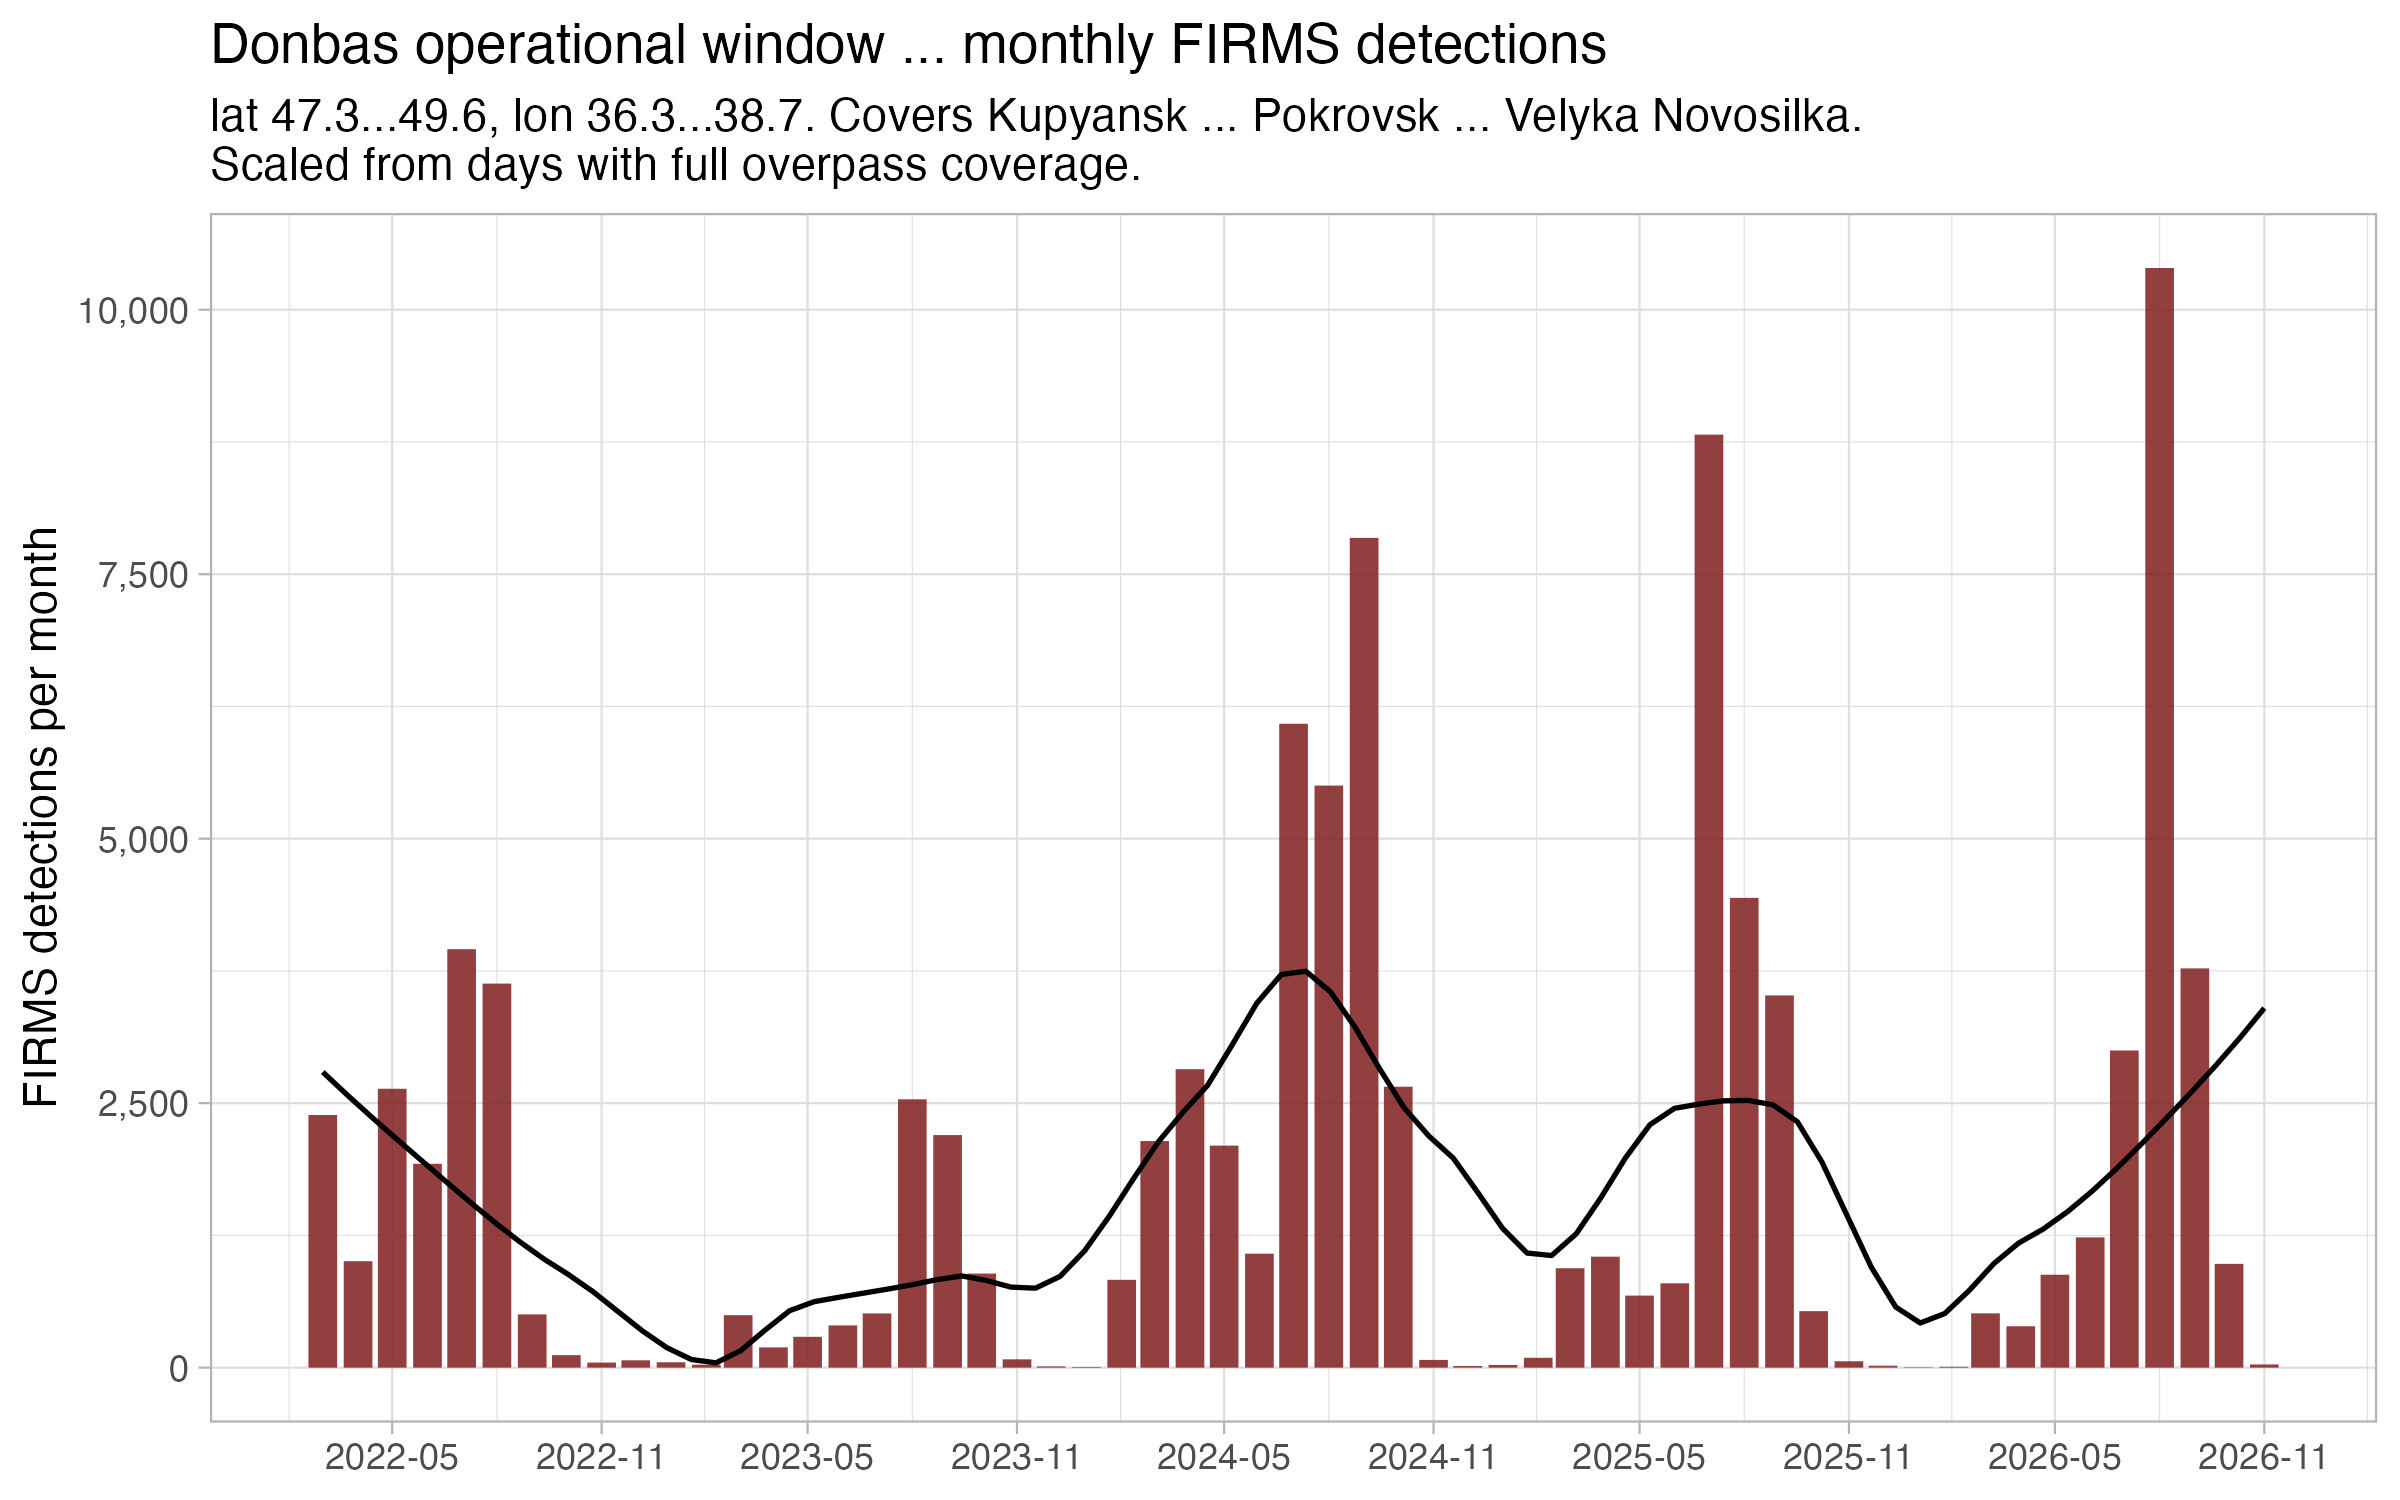 Donbas operational window ... monthly FIRMS detections
lat 47.3...49.6, lon 36.3...38.7. Covers Kupyansk ... Pokrovsk ... Velyka Novosilka.
Scaled from days with full overpass coverage.
FIRMS detections per month
10,000
7,500
5,000
2,500
0
2022-05 2022-11 2023-05 2023-11 2024-05 2024-11 2025-05 2025-11 2026-05 2026-11